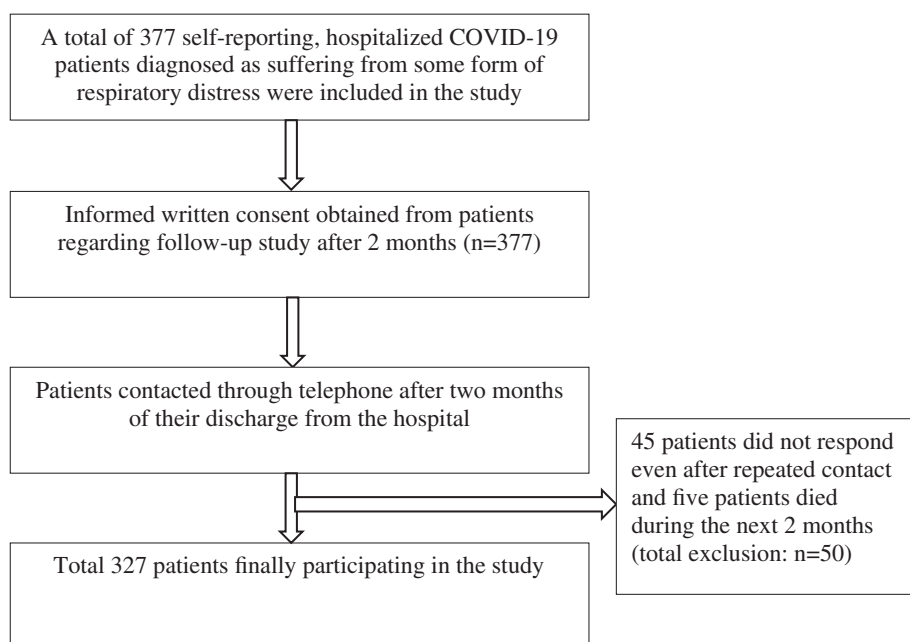 A total of 377 self-reporting, hospitalized COVID-19
patients diagnosed as suffering from some form of
respiratory distress were included in the study
Informed written consent obtained from patients
regarding follow-up study after 2 months (n=377)
Patients contacted through telephone after two months
of their discharge from the hospital
45 patients did not respond
even after repeated contact
and five patients died
during the next 2 months
(total exclusion: n=50)
Total 327 patients finally participating in the study